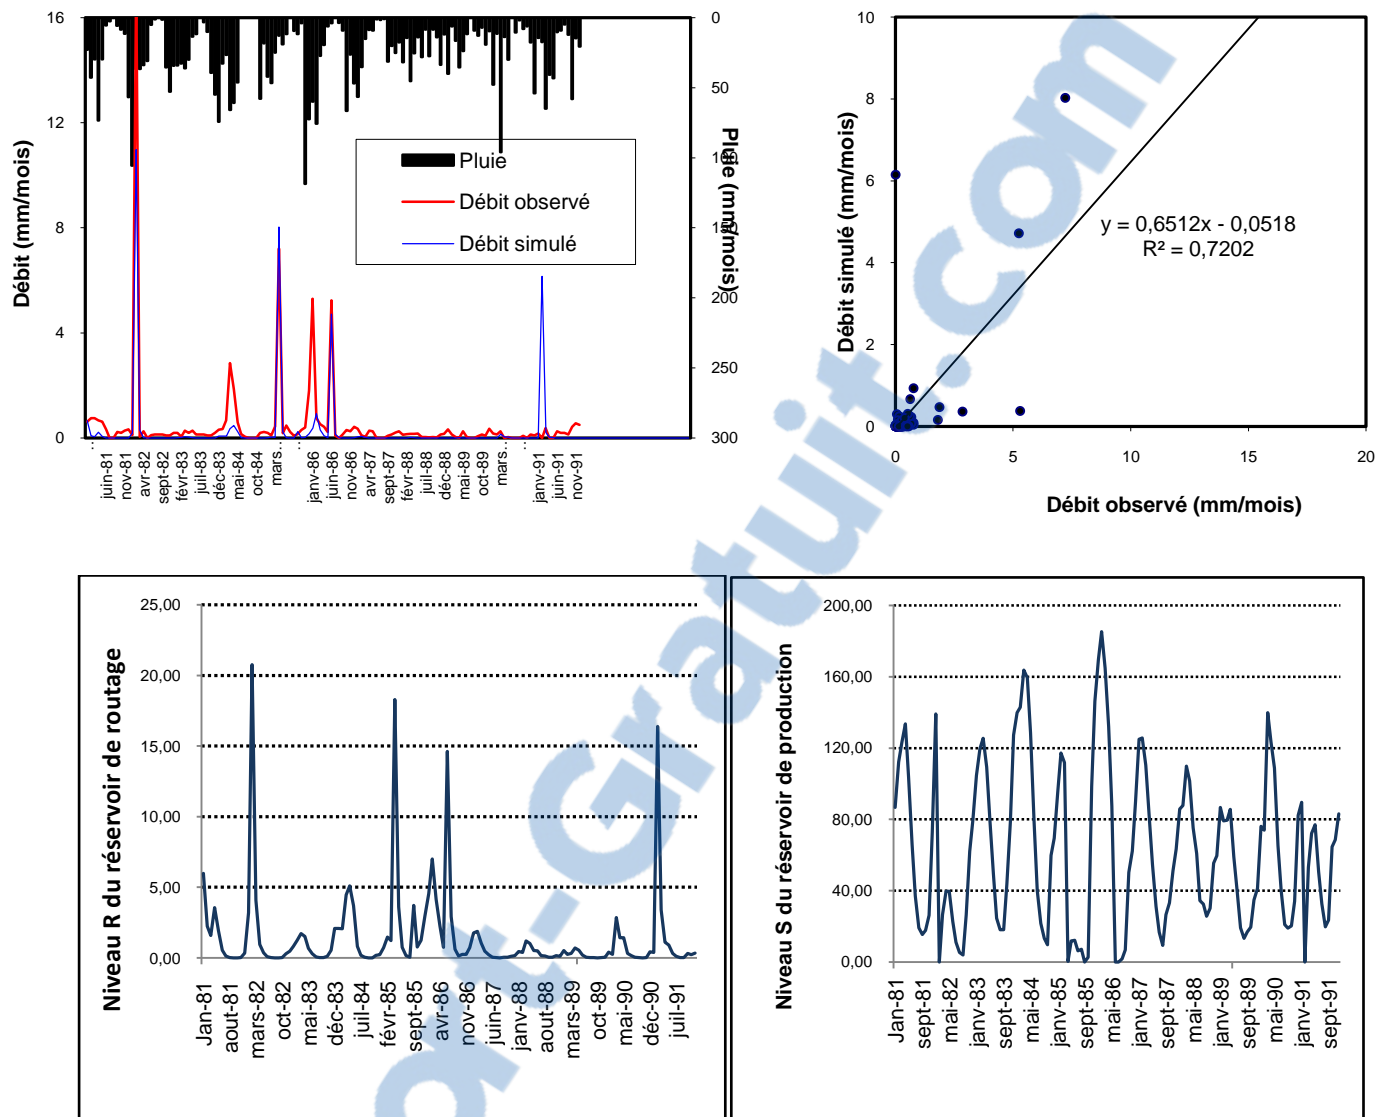 16
12
8
4
0
Débit (mm/mois)
0
50
100
150
200
250
300
Pluie (mm/mois)
Pluie
Débit observé
Débit simulé
juin-81
nov-81
avr-82
sept-82
févr-83
juil-83
déc-83
mai-84
oct-84
mars…
janv-86
juin-86
nov-86
avr-87
sept-87
févr-88
juil-88
déc-88
mai-89
oct-89
mars…
janv-91
juin-91
nov-91
10
8
6
4
2
0
Débit simulé (mm/mois)
y = 0,6512x - 0,0518
R² = 0,7202
0
5
10
15
20
Débit observé (mm/mois)
25,00
20,00
15,00
10,00
5,00
0,00
Niveau R du réservoir de routage
Jan-81
aout-81
mars-82
oct-82
mai-83
déc-83
juil-84
févr-85
sept-85
avr-86
nov-86
juin-87
janv-88
aout-88
mars-89
oct-89
mai-90
déc-90
juil-91
200,00
160,00
120,00
80,00
40,00
0,00
Niveau S du réservoir de production
Jan-81
sept-81
mai-82
janv-83
sept-83
mai-84
janv-85
sept-85
mai-86
janv-87
sept-87
mai-88
janv-89
sept-89
mai-90
janv-91
sept-91
rt-Gratuit.com